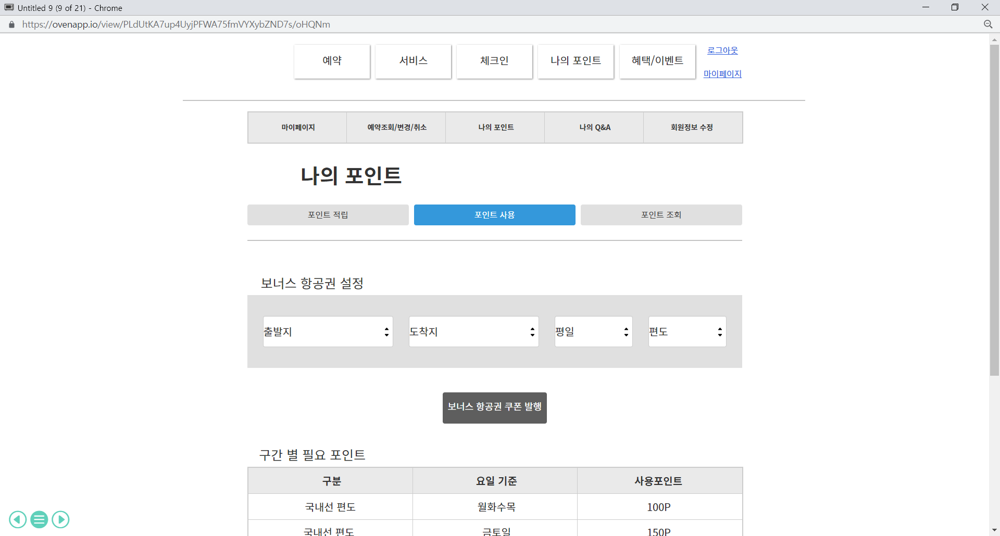 Untitled 9 (9 of 21) - Chrome
https://ovenapp.io/view/PLdUtKA7up4UyjPFWA75fmVYXybZND7s/oHQNm
예약 서비스 체크인 나의 포인트 혜택/이벤트 로그아웃
마이페이지
마이페이지 예약조회/변경/취소 나의 포인트 나의 Q&A 회원정보 수정
나의 포인트
포인트 적립 포인트 사용 포인트 조회
보너스 항공권 설정
출발지 도착지 평일 편도
보너스 항공권 쿠폰 발행
구간 별 필요 포인트
구분 요일 기준 사용포인트
국내선 편도 월화수목 100P
국내선 편도 금토일 150P